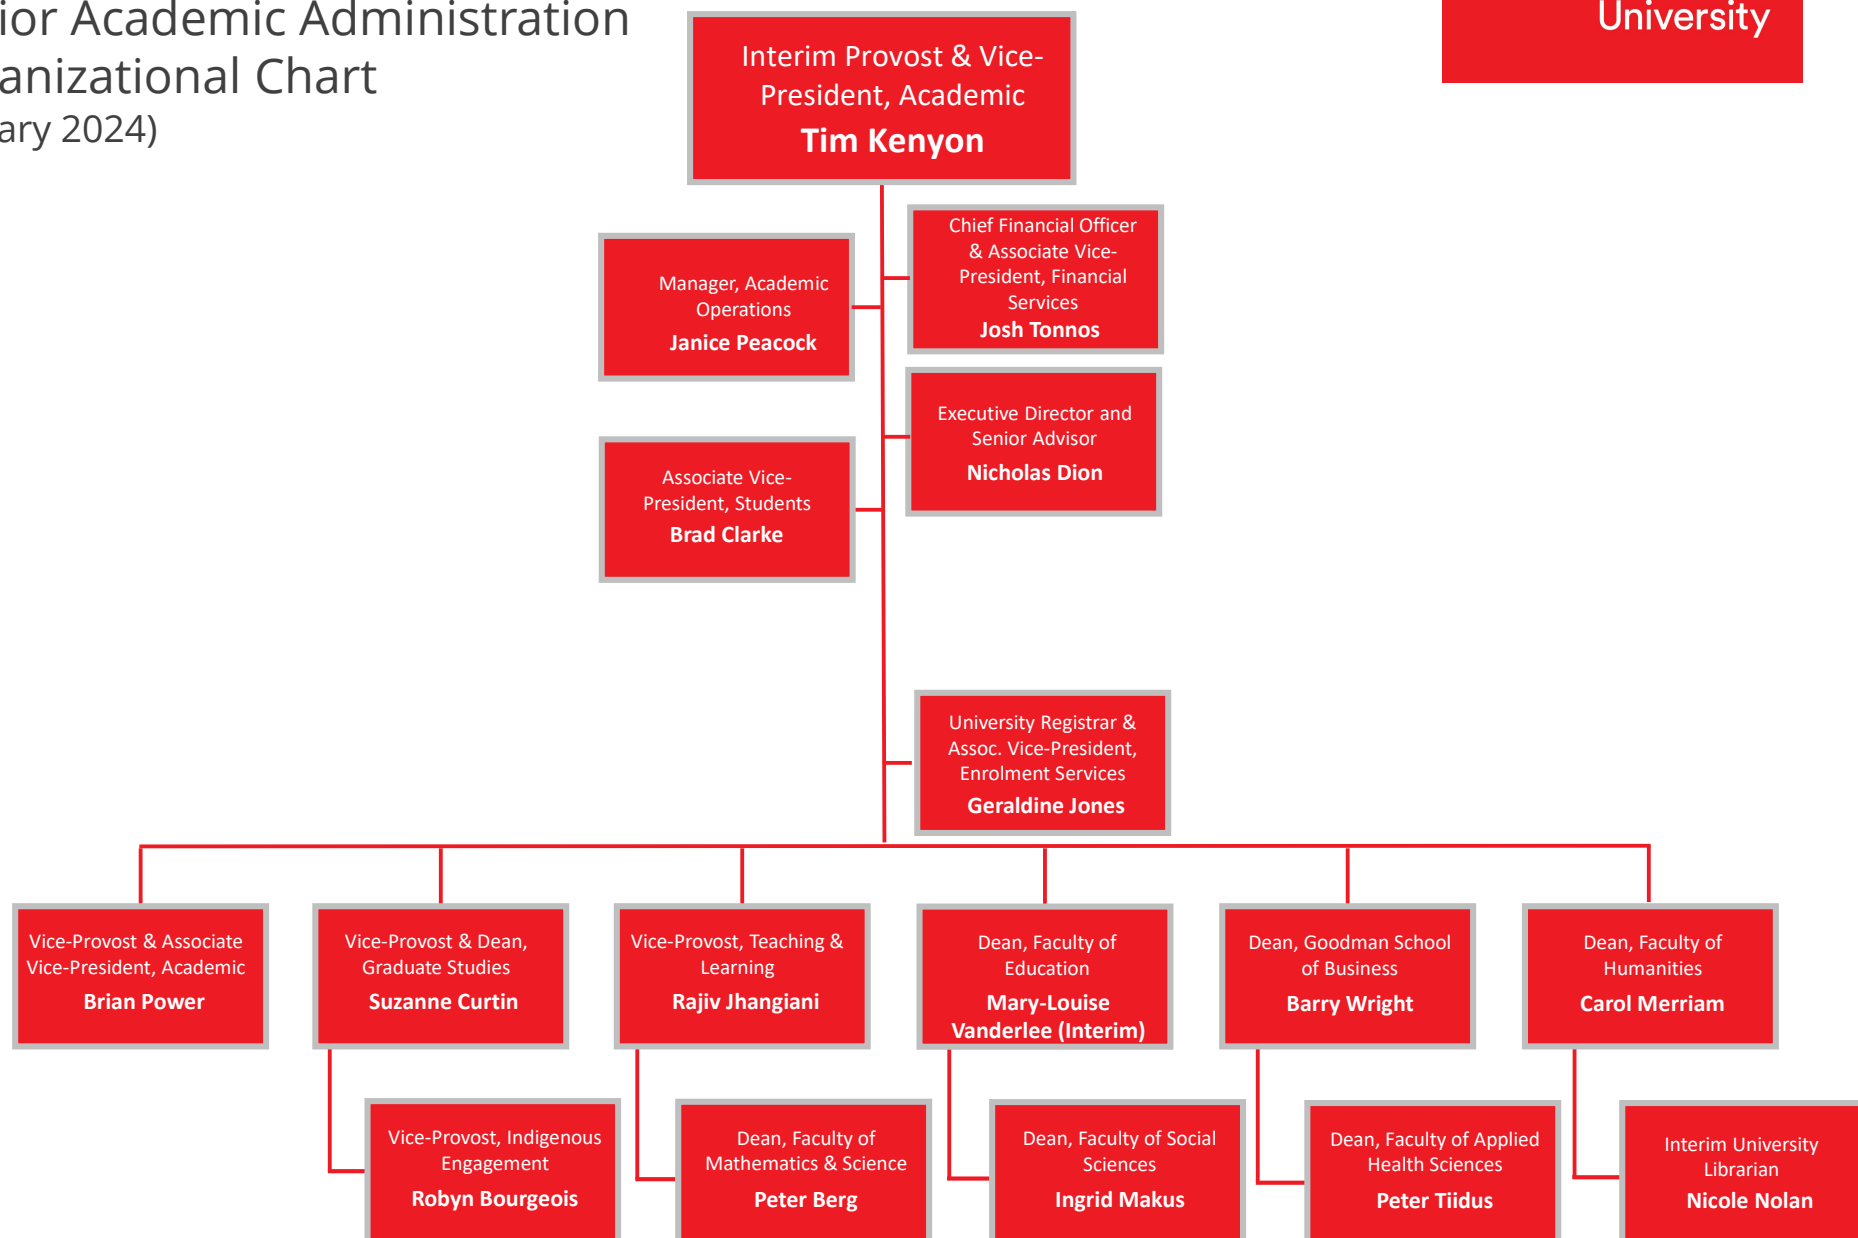 ior Academic Administration
anizational Chart
ary 2024)
University
Interim Provost & Vice-
President, Academic
Tim Kenyon
Chief Financial Officer
& Associate Vice-
President, Financial
Services
Josh Tonnos
Manager, Academic
Operations
Janice Peacock
Executive Director and
Senior Advisor
Nicholas Dion
Associate Vice-
President, Students
Brad Clarke
University Registrar &
Assoc. Vice-President,
Enrolment Services
Geraldine Jones
Vice-Provost & Associate
Vice-President, Academic
Brian Power
Vice-Provost & Dean,
Graduate Studies
Suzanne Curtin
Vice-Provost, Teaching &
Learning
Rajiv Jhangiani
Dean, Faculty of
Education
Mary-Louise
Vanderlee (Interim)
Dean, Goodman School
of Business
Barry Wright
Dean, Faculty of
Humanities
Carol Merriam
Vice-Provost, Indigenous
Engagement
Robyn Bourgeois
Dean, Faculty of
Mathematics & Science
Peter Berg
Dean, Faculty of Social
Sciences
Ingrid Makus
Dean, Faculty of Applied
Health Sciences
Peter Tiidus
Interim University
Librarian
Nicole Nolan